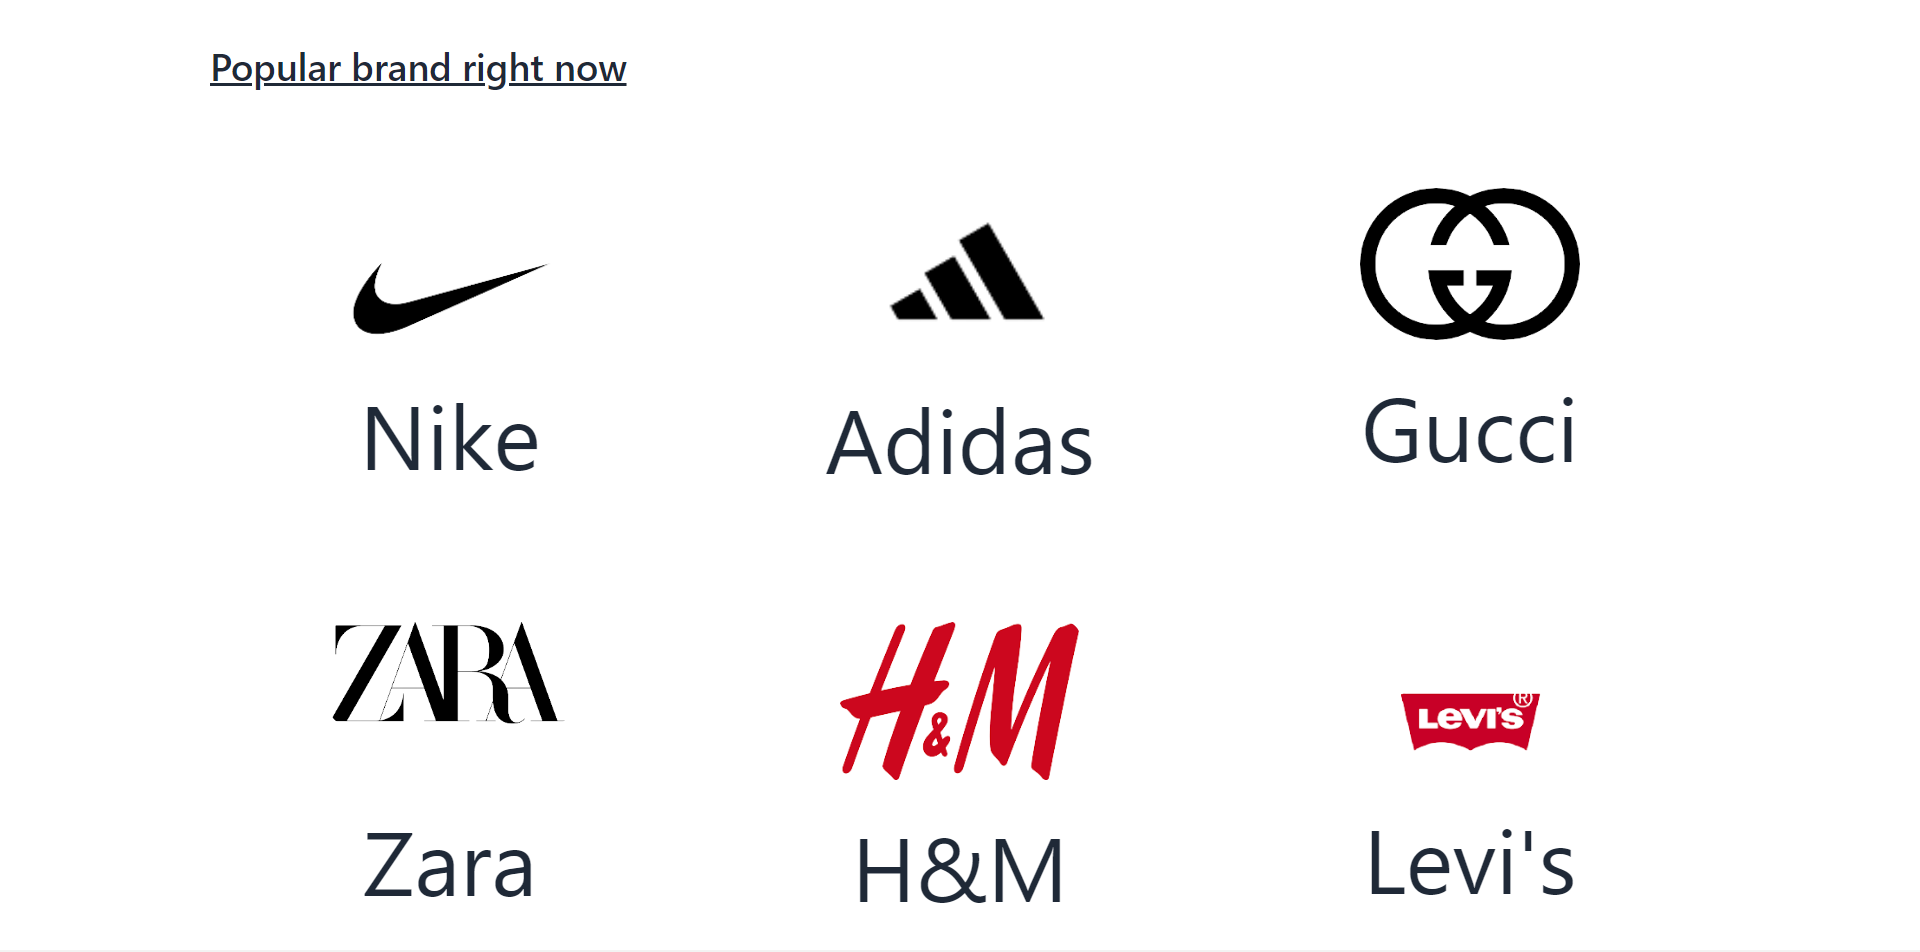 Popular brand right now
Nike
Adidas
Gucci
ZARA
H&M
LEVI'S ®
Zara
H&M
Levi's